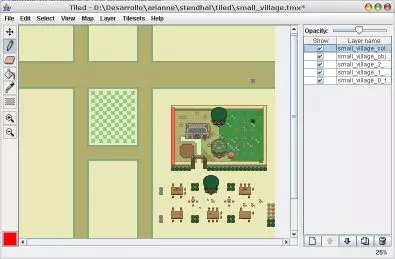 Tiled - D:\Desarrollo\arianne\stendhal\tiled\small_village.tmx*
File Edit Select View Map Layer Tilesets Help
Opacity:
Show Layer name
small_village_col...
small_village_obj...
small_village_2_...
small_village_1_...
small_village_0_f...
25%